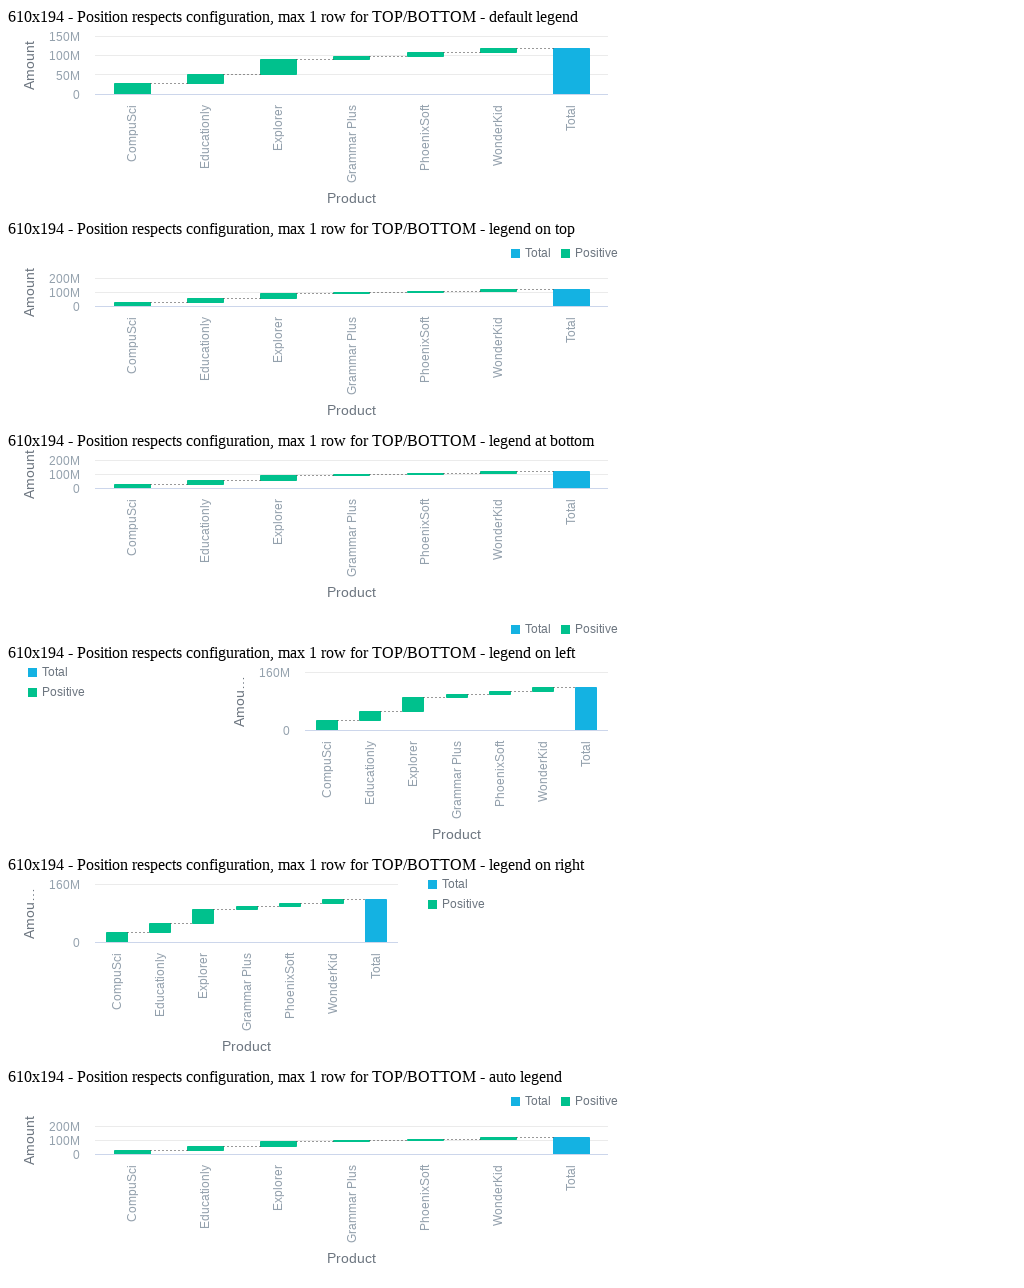 610x194 - Position respects configuration, max 1 row for TOP/BOTTOM - default legend
Amount
150M
100M
50M
0
CompuSci
Educationly
Explorer
Grammar Plus
PhoenixSoft
WonderKid
Total
Product
610x194 - Position respects configuration, max 1 row for TOP/BOTTOM - legend on top
Total Positive
Amount
200M
100M
0
CompuSci
Educationly
Explorer
Grammar Plus
PhoenixSoft
WonderKid
Total
Product
610x194 - Position respects configuration, max 1 row for TOP/BOTTOM - legend at bottom
Amount
200M
100M
0
CompuSci
Educationly
Explorer
Grammar Plus
PhoenixSoft
WonderKid
Total
Product
Total Positive
610x194 - Position respects configuration, max 1 row for TOP/BOTTOM - legend on left
Total
Positive
Amou...
160M
0
CompuSci
Educationly
Explorer
Grammar Plus
PhoenixSoft
WonderKid
Total
Product
610x194 - Position respects configuration, max 1 row for TOP/BOTTOM - legend on right
Amou...
160M
0
CompuSci
Educationly
Explorer
Grammar Plus
PhoenixSoft
WonderKid
Total
Product
Total
Positive
610x194 - Position respects configuration, max 1 row for TOP/BOTTOM - auto legend
Total Positive
Amount
200M
100M
0
CompuSci
Educationly
Explorer
Grammar Plus
PhoenixSoft
WonderKid
Total
Product